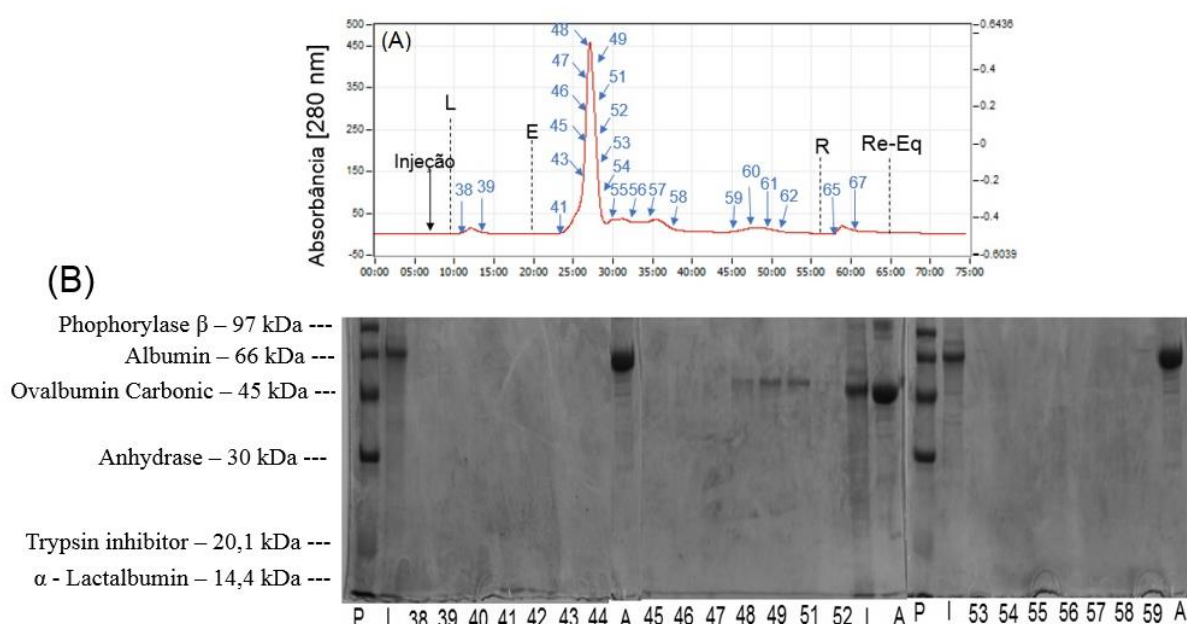 (A)
Absorbância [280 nm]
500
450
350
250
150
50
-50
0.6436
0.4
0.2
0
-0.2
-0.4
-0.6039
Injeção
L
E
R
Re-Eq
38
39
41
43
45
46
47
48
49
51
52
53
54
55
56
57
58
59
60
61
62
65
67
00:00 05:00 10:00 15:00 20:00 25:00 30:00 35:00 40:00 45:00 50:00 55:00 60:00 65:00 70:00 75:00
(B)
Phophorylase β – 97 kDa ---
Albumin – 66 kDa ---
Ovalbumin Carbonic – 45 kDa ---
Anhydrase – 30 kDa ---
Trypsin inhibitor – 20,1 kDa ---
α - Lactalbumin – 14,4 kDa ---
P I 38 39 40 41 42 43 44 A 45 46 47 48 49 51 52 I A P I 53 54 55 56 57 58 59 A